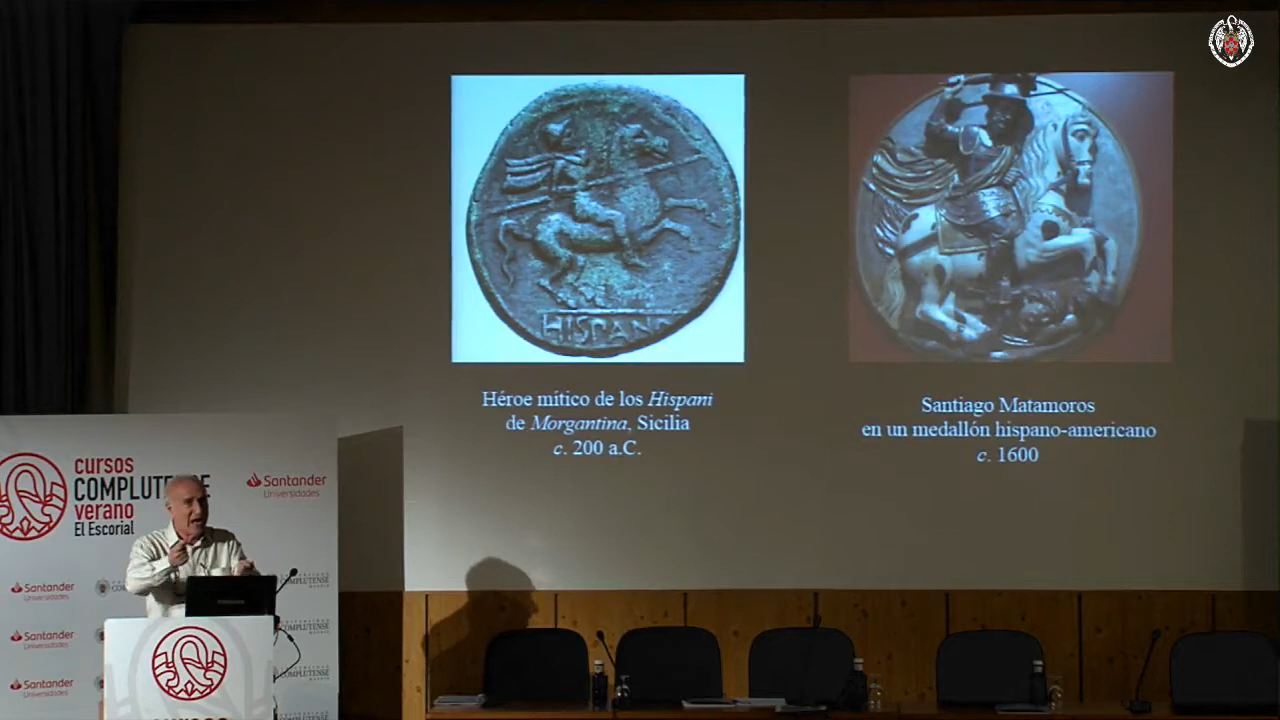 HISPANO
Héroe mítico de los Hispani
de Morgantina, Sicilia
c. 200 a.C.
Santiago Matamoros
en un medallón hispano-americano
c. 1600
cursos
COMPLUTENSE
verano
El Escorial
Santander
Universidades
Santander
Universidades
COMPLUTENSE
Santander
Universidades
Santander
Universidades
COMPLUTENSE